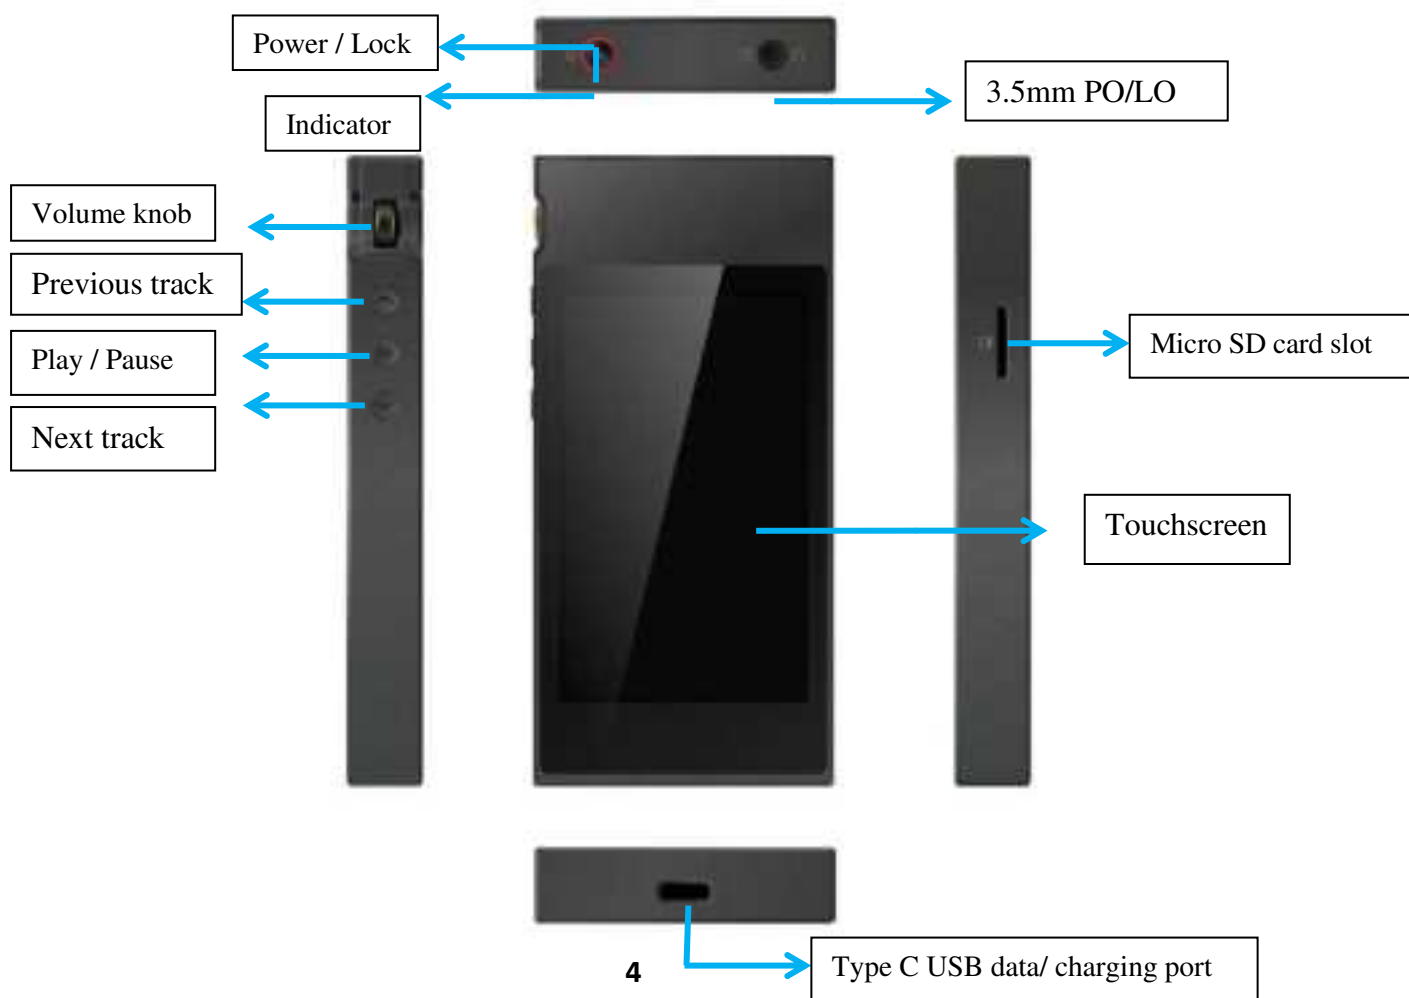 Power / Lock
3.5mm PO/LO
Indicator
Volume knob
Previous track
Play / Pause
Next track
Micro SD card slot
Touchscreen
Type C USB data/ charging port
4